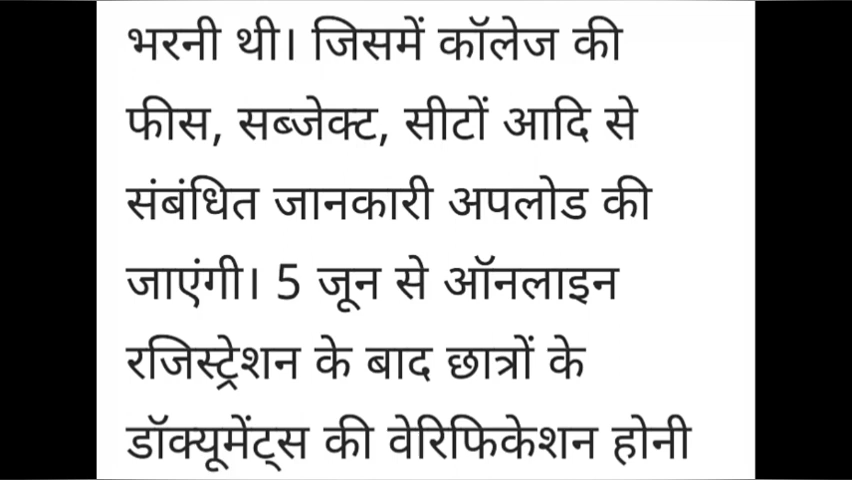 भरनी थी। जिसमें कॉलेज की
फीस, सब्जेक्ट, सीटों आदि से
संबंधित जानकारी अपलोड की
जाएंगी। 5 जून से ऑनलाइन
रजिस्ट्रेशन के बाद छात्रों के
डॉक्यूमेंट्स की वेरिफिकेशन होनी